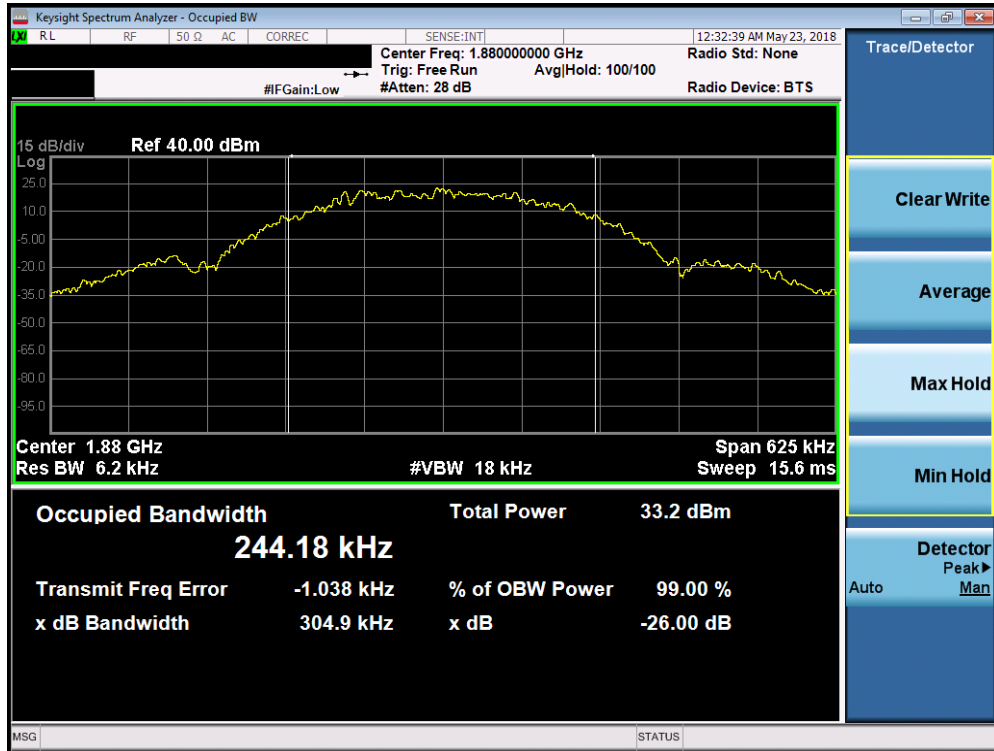 Keysight Spectrum Analyzer - Occupied BW
LXI RL RF 50 Ω AC CORREC SENSE:INT 12:32:39 AM May 23, 2018
Center Freq: 1.880000000 GHz Radio Std: None
Trig: Free Run Avg|Hold: 100/100
#IFGain:Low #Atten: 28 dB Radio Device: BTS
Trace/Detector
15 dB/div Ref 40.00 dBm
Log
25.0
10.0
-5.00
-20.0
-35.0
-50.0
-65.0
-80.0
-95.0
Center 1.88 GHz Span 625 kHz
Res BW 6.2 kHz #VBW 18 kHz Sweep 15.6 ms
Occupied Bandwidth Total Power 33.2 dBm
244.18 kHz
Transmit Freq Error -1.038 kHz % of OBW Power 99.00 %
x dB Bandwidth 304.9 kHz x dB -26.00 dB
Clear Write
Average
Max Hold
Min Hold
Detector
Peak▶
Auto Man
MSG STATUS